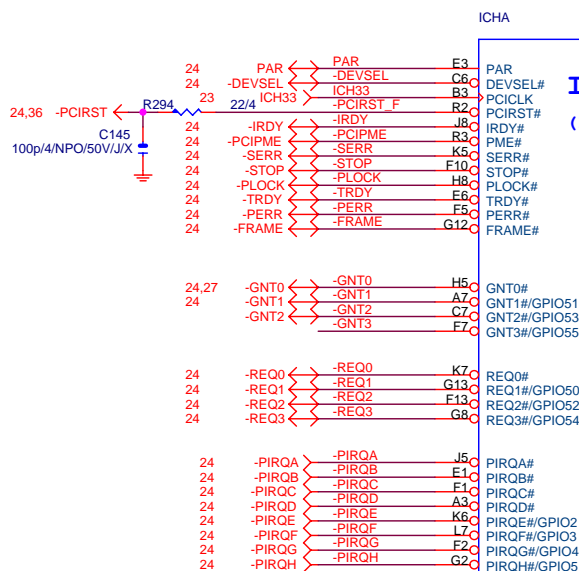 ICHA
24 PAR PAR E3 PAR
24 -DEVSEL -DEVSEL C6 DEVSEL#
23 ICH33 ICH33 B3 PCICLK
24,36 -PCIRST R294 22/4 -PCIRST_F R2 PCIRST#
24 -IRDY -IRDY J8 IRDY#
24 -PCIPME -PCIPME R3 PME#
24 -SERR -SERR K5 SERR#
24 -STOP -STOP F10 STOP#
24 -PLOCK -PLOCK H8 PLOCK#
24 -TRDY -TRDY E6 TRDY#
24 -PERR -PERR F5 PERR#
24 -FRAME -FRAME G12 FRAME#
C145
100p/4/NPO/50V/J/X
I
(
24,27 -GNT0 -GNT0 H5 GNT0#
24 -GNT1 -GNT1 A7 GNT1#/GPIO51
-GNT2 -GNT2 C7 GNT2#/GPIO53
-GNT3 F7 GNT3#/GPIO55
24 -REQ0 -REQ0 K7 REQ0#
24 -REQ1 -REQ1 G13 REQ1#/GPIO50
24 -REQ2 -REQ2 F13 REQ2#/GPIO52
24 -REQ3 -REQ3 G8 REQ3#/GPIO54
24 -PIRQA -PIRQA J5 PIRQA#
24 -PIRQB -PIRQB E1 PIRQB#
24 -PIRQC -PIRQC F1 PIRQC#
24 -PIRQD -PIRQD A3 PIRQD#
24 -PIRQE -PIRQE K6 PIRQE#/GPIO2
24 -PIRQF -PIRQF L7 PIRQF#/GPIO3
24 -PIRQG -PIRQG F2 PIRQG#/GPIO4
24 -PIRQH -PIRQH G2 PIRQH#/GPIO5